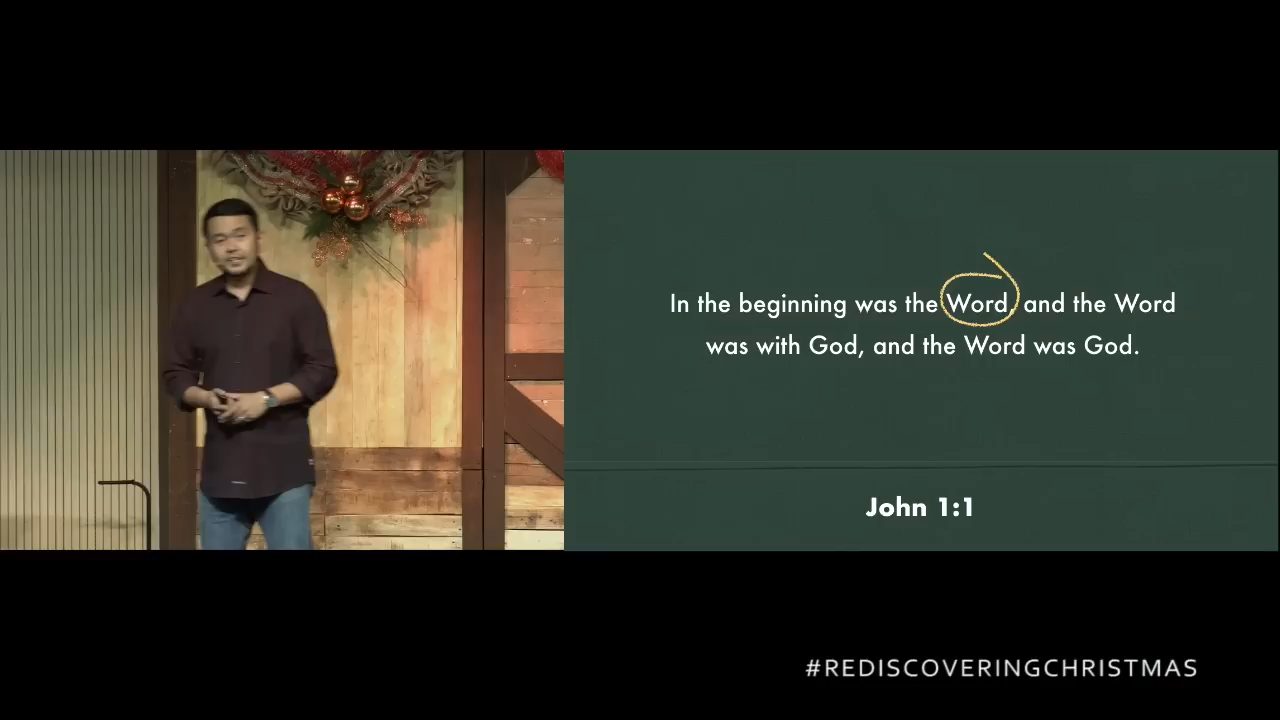 In the beginning was the Word, and the Word
was with God, and the Word was God.
John 1:1
#REDISCOVERINGCHRISTMAS